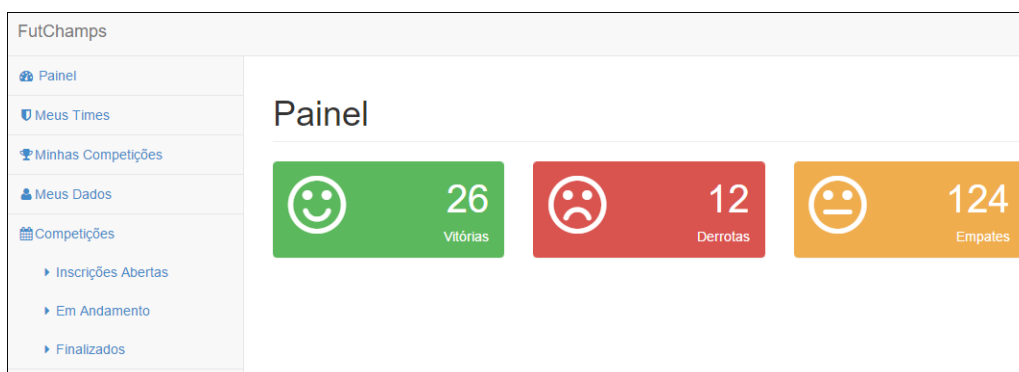 FutChamps
Painel
Meus Times
Minhas Competições
Meus Dados
Competições
Inscrições Abertas
Em Andamento
Finalizados
Painel
26
Vitórias
12
Derrotas
124
Empates